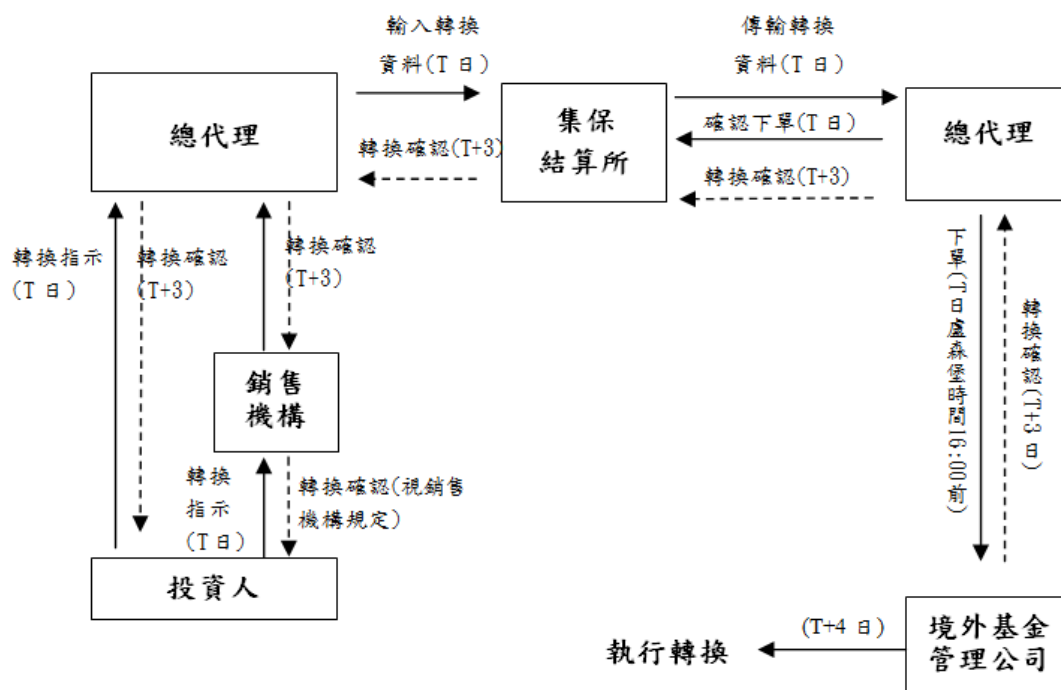 輸入轉換
資料(T 日)
傳輸轉換
資料(T 日)
總代理
集保
結算所
總代理
確認下單(T 日)
轉換確認(T+3)
轉換確認(T+3)
轉換指示
(T 日)
轉換確認
(T+3)
轉換確認
(T+3)
下單(T日盧森堡時間16:00前)
轉換確認(T+3日)
銷售
機構
轉換
指示
(T 日)
轉換確認(視銷售
機構規定)
投資人
境外基金
管理公司
(T+4 日)
執行轉換